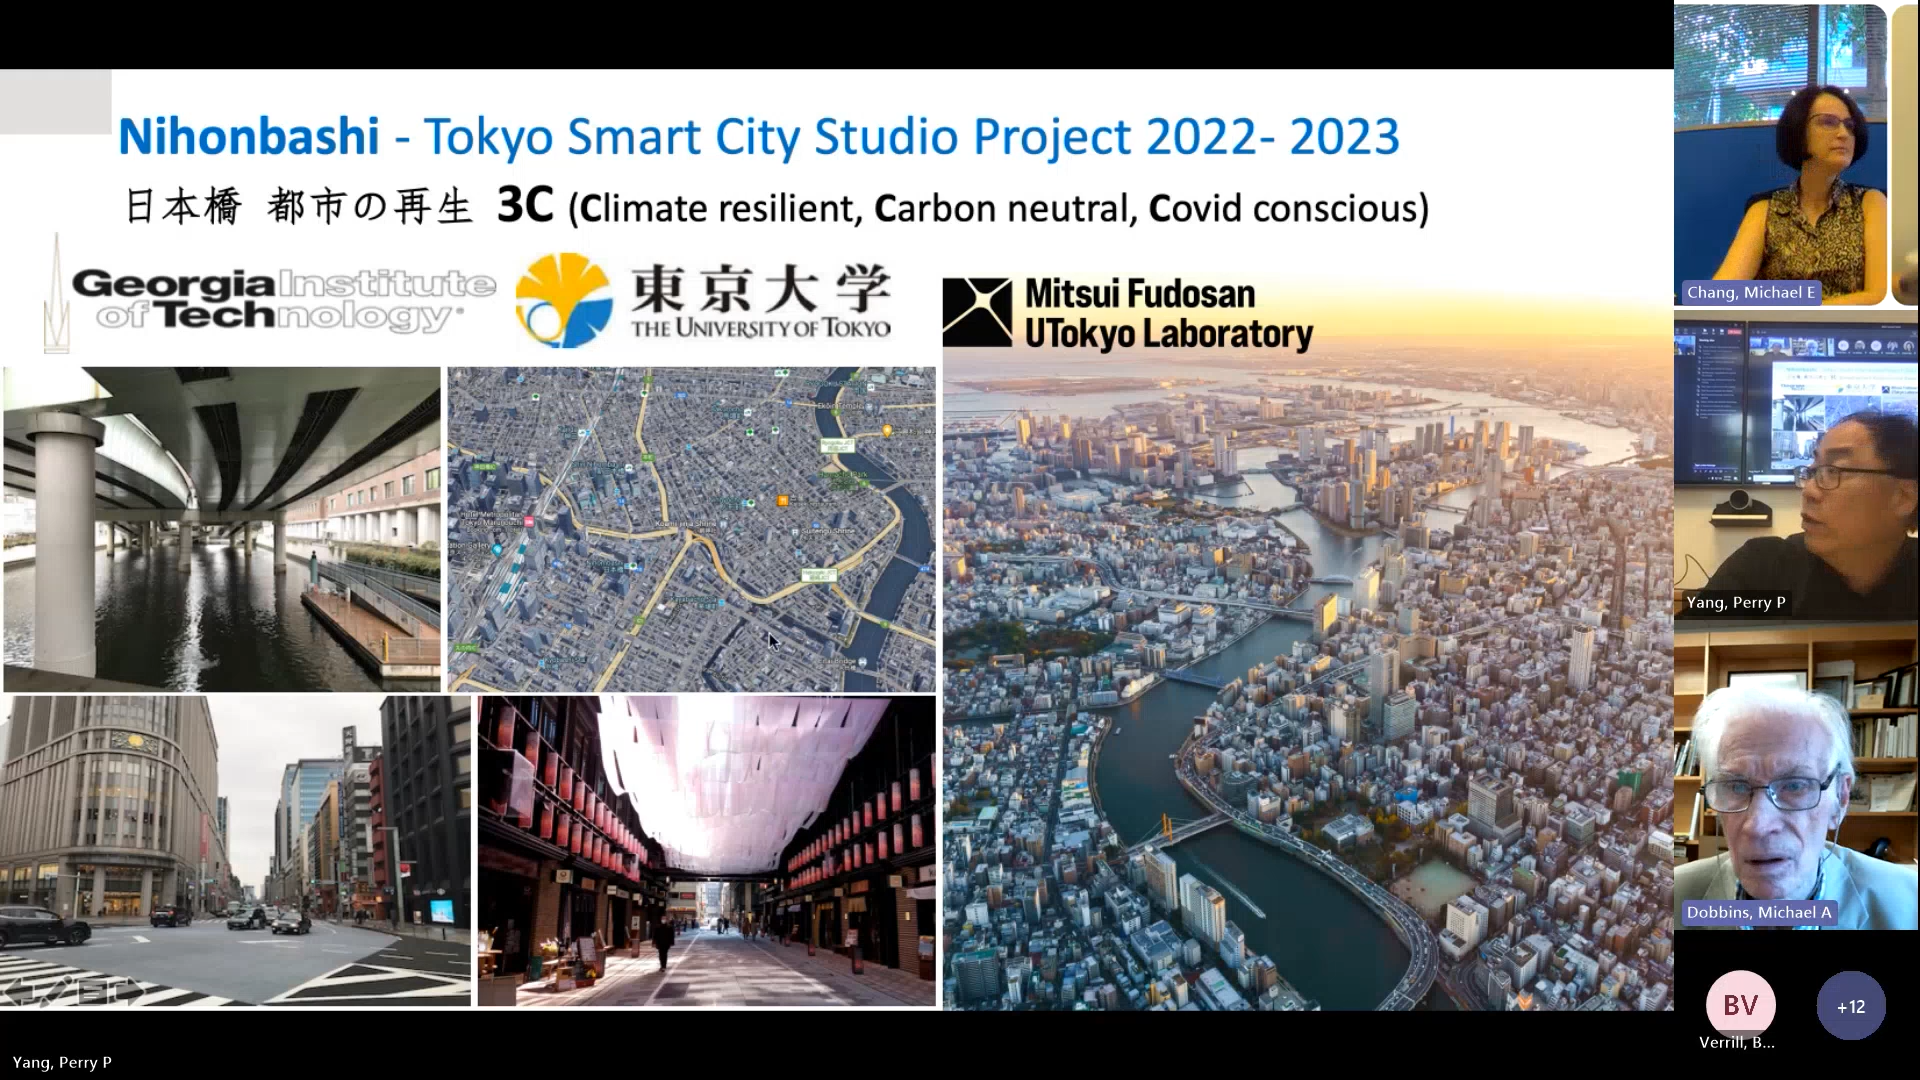 Nihonbashi - Tokyo Smart City Studio Project 2022- 2023
日本橋 都市の再生 3C (Climate resilient, Carbon neutral, Covid conscious)
Georgia Institute
of Technology
東京大学
THE UNIVERSITY OF TOKYO
Mitsui Fudosan
UTokyo Laboratory
Suitengu Shrine
Chang, Michael E
Yang, Perry P
Dobbins, Michael A
BV
Verrill, B...
+12
Yang, Perry P